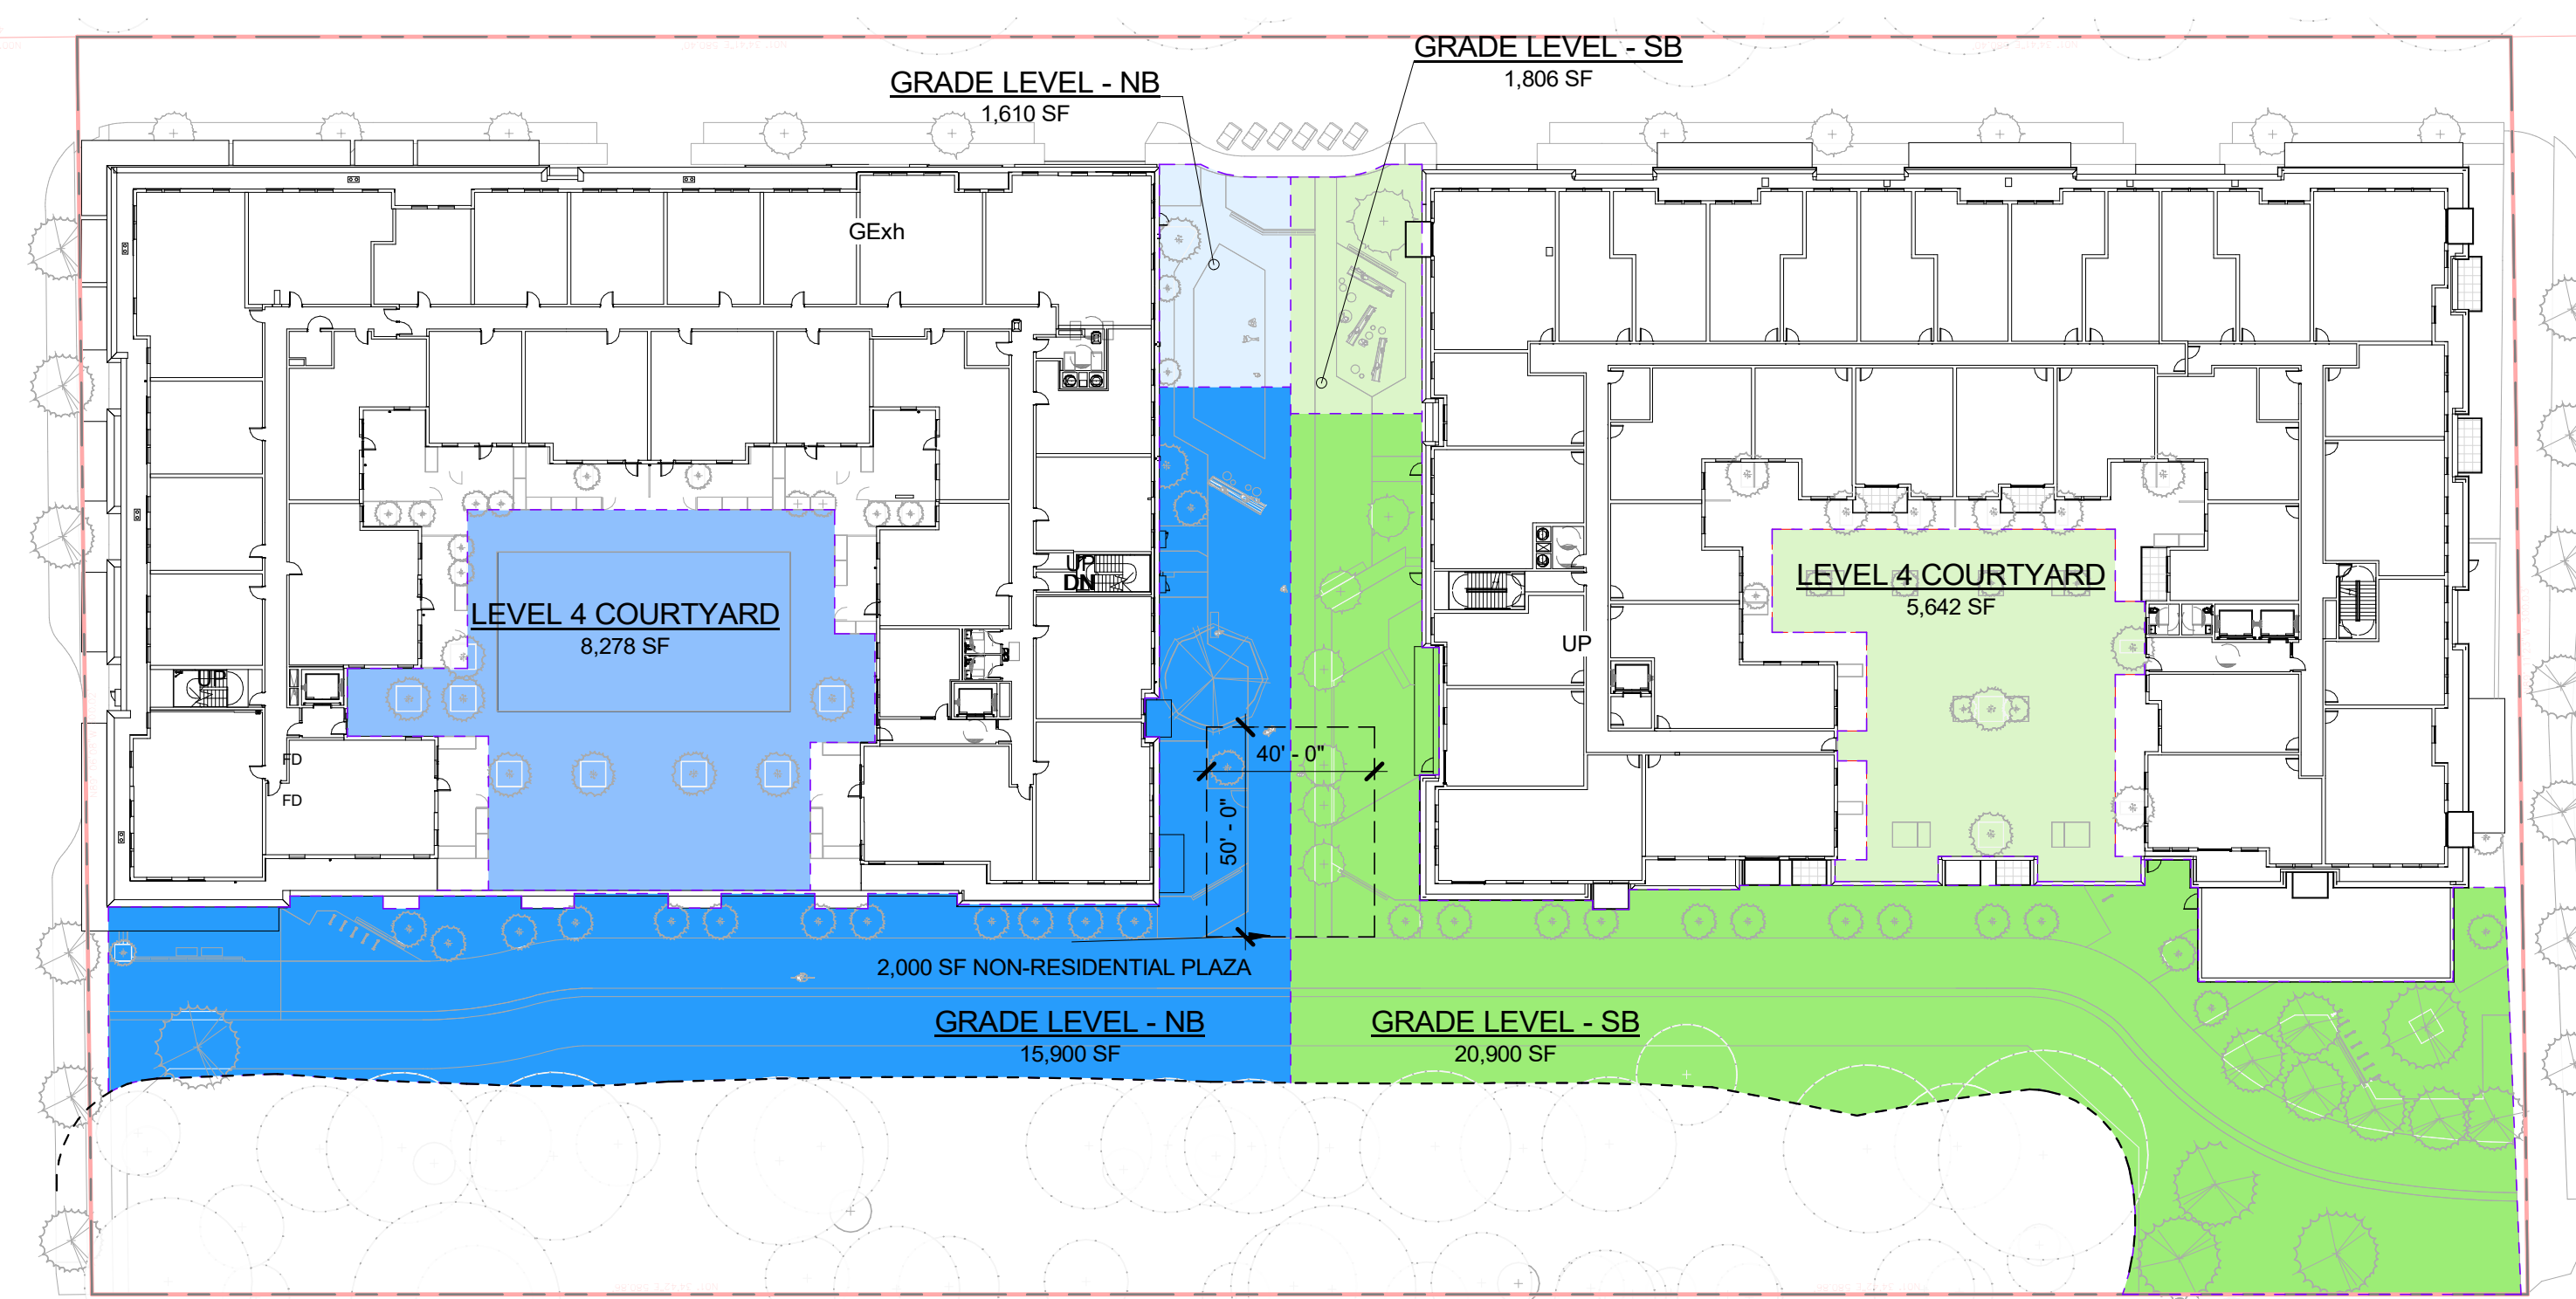 GRADE LEVEL - SB
1,806 SF
GRADE LEVEL - NB
1,610 SF
GExh
LEVEL 4 COURTYARD
5,642 SF
LEVEL 4 COURTYARD
8,278 SF
UP
DN
UP
UP
40' - 0"
50' - 0"
FD
FD
2,000 SF NON-RESIDENTIAL PLAZA
GRADE LEVEL - NB
15,900 SF
GRADE LEVEL - SB
20,900 SF